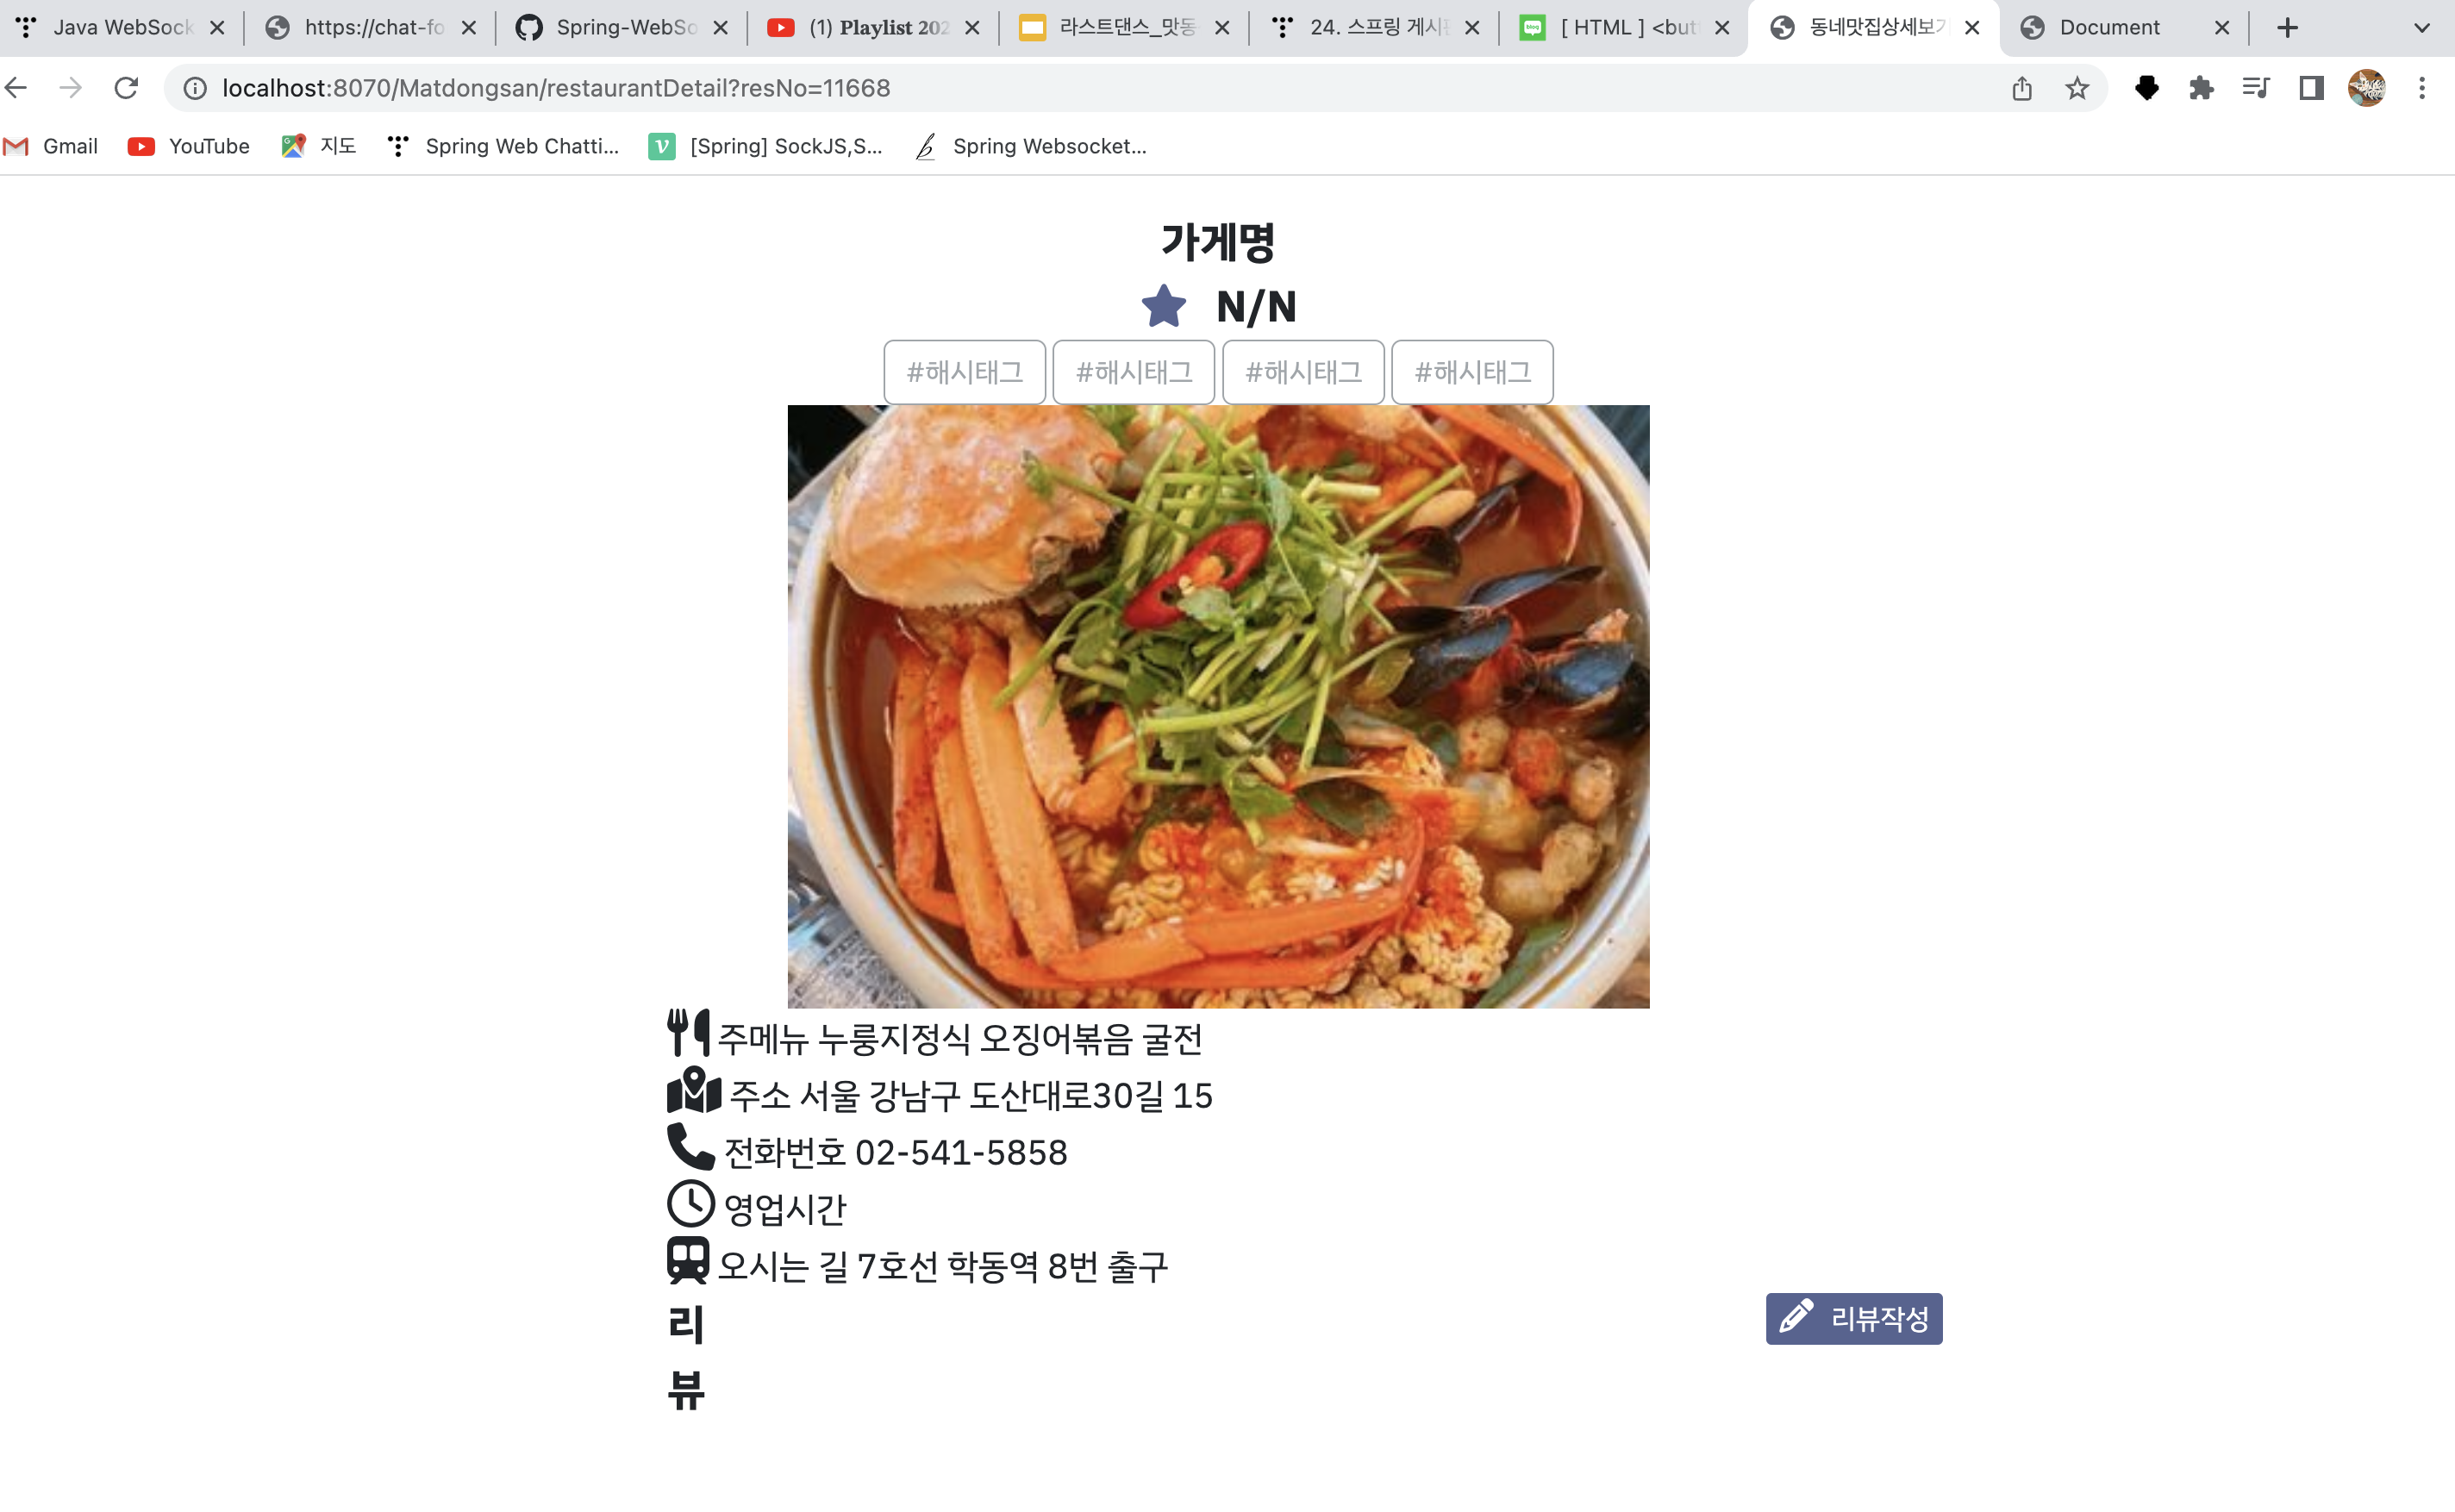 Java WebSock
https://chat-fo
Spring-WebSo
(1) Playlist 202
라스트댄스_맛동
24. 스프링 게시판
[ HTML ] <but
동네맛집상세보기
Document
localhost:8070/Matdongsan/restaurantDetail?resNo=11668
Gmail
YouTube
지도
Spring Web Chatti...
[Spring] SockJS,S...
Spring Websocket...
가게명
N/N
#해시태그 #해시태그 #해시태그 #해시태그
주메뉴 누룽지정식 오징어볶음 굴전
주소 서울 강남구 도산대로30길 15
전화번호 02-541-5858
영업시간
오시는 길 7호선 학동역 8번 출구
리
뷰
리뷰작성